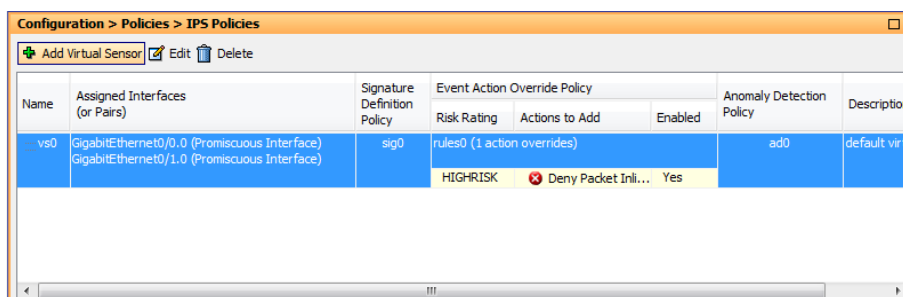 Configuration > Policies > IPS Policies
Add Virtual Sensor Edit Delete
Name
Assigned Interfaces
(or Pairs)
Signature
Definition
Policy
Event Action Override Policy
Risk Rating Actions to Add Enabled
Anomaly Detection
Policy
Descriptio
vs0
GigabitEthernet0/0.0 (Promiscuous Interface)
GigabitEthernet0/1.0 (Promiscuous Interface)
sig0
rules0 (1 action overrides)
ad0
default vir
HIGHRISK Deny Packet Inli... Yes